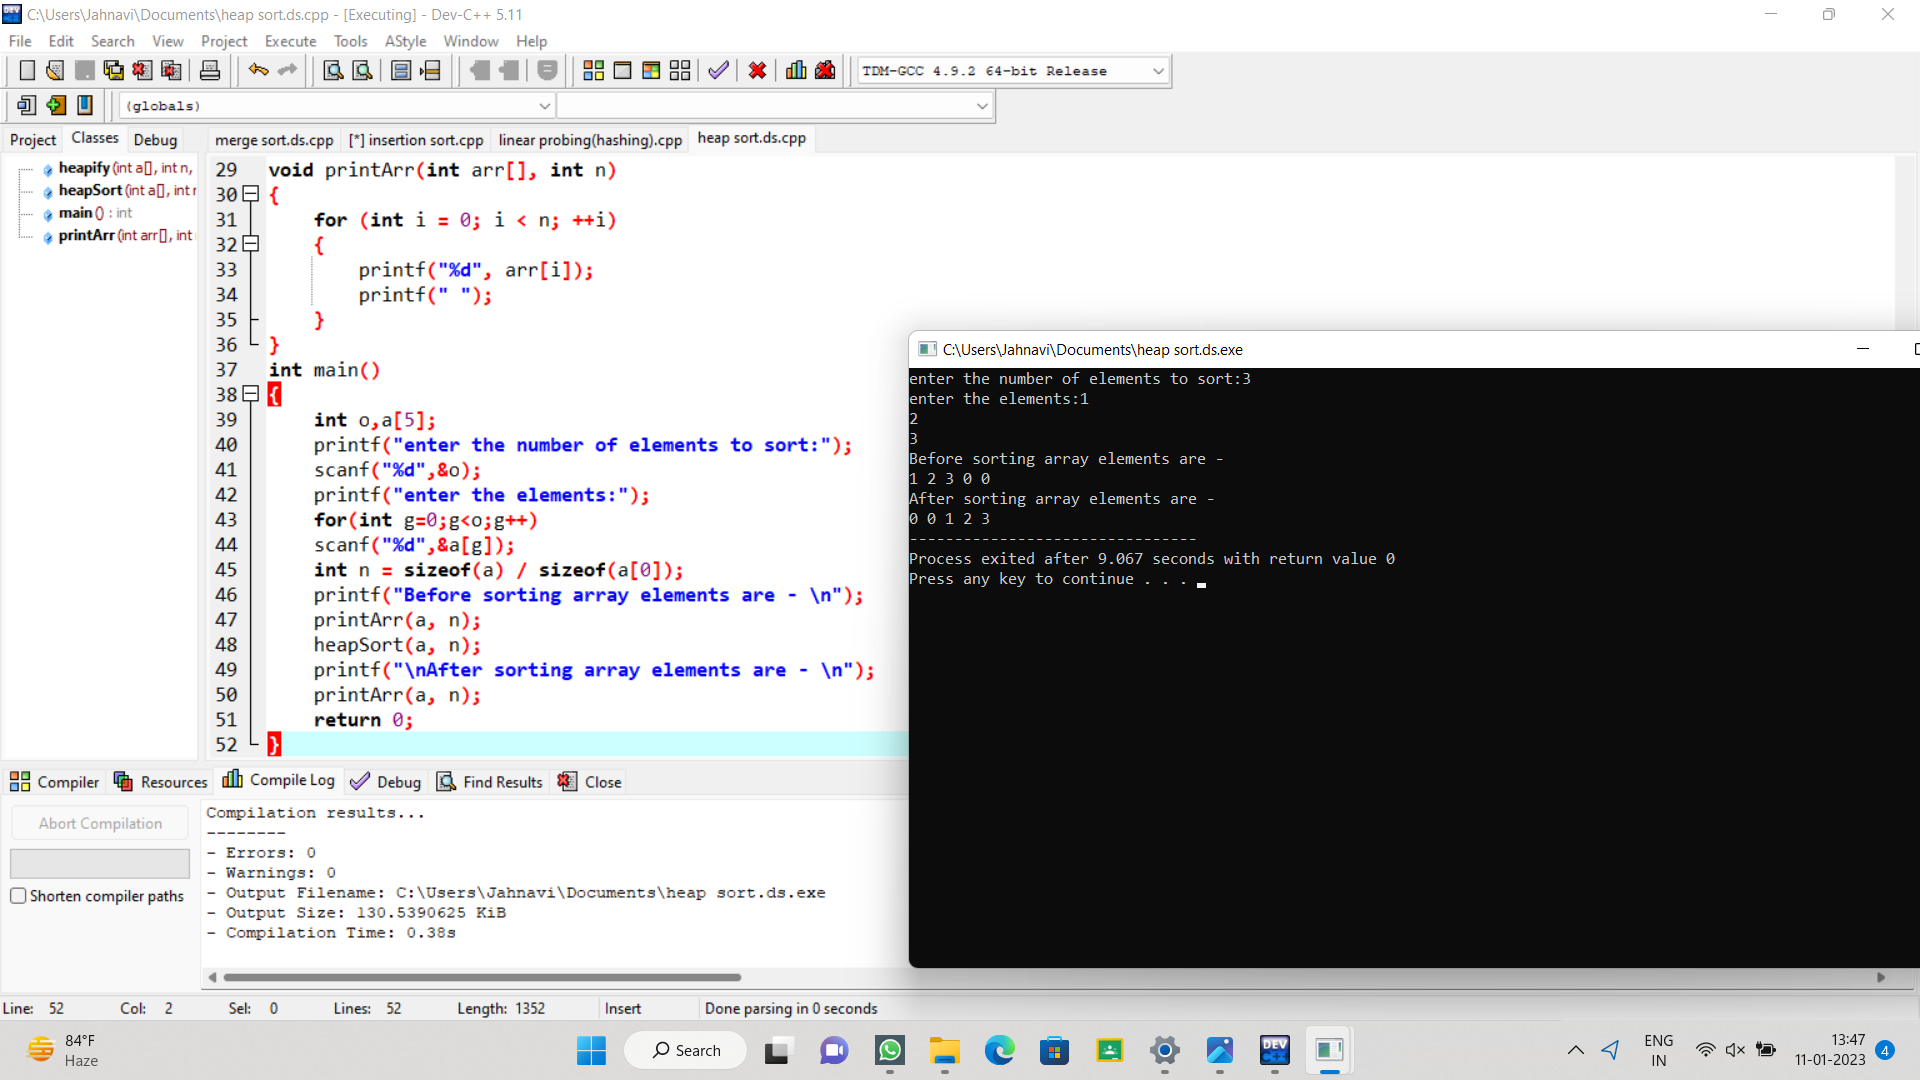 C:\Users\Jahnavi\Documents\heap sort.ds.cpp - [Executing] - Dev-C++ 5.11
File Edit Search View Project Execute Tools AStyle Window Help
TDM-GCC 4.9.2 64-bit Release
(globals)
Project Classes Debug
merge sort.ds.cpp [*] insertion sort.cpp linear probing(hashing).cpp heap sort.ds.cpp
heapify (int a[], int n,
heapSort (int a[], int r
main () : int
printArr (int arr[], int
29 void printArr(int arr[], int n)
30 {
31 for (int i = 0; i < n; ++i)
32 {
33 printf("%d", arr[i]);
34 printf(" ");
35 }
36 }
37 int main()
38 {
39 int o,a[5];
40 printf("enter the number of elements to sort:");
41 scanf("%d",&o);
42 printf("enter the elements:");
43 for(int g=0;g<o;g++)
44 scanf("%d",&a[g]);
45 int n = sizeof(a) / sizeof(a[0]);
46 printf("Before sorting array elements are - \n");
47 printArr(a, n);
48 heapSort(a, n);
49 printf("\nAfter sorting array elements are - \n");
50 printArr(a, n);
51 return 0;
52 }
C:\Users\Jahnavi\Documents\heap sort.ds.exe
enter the number of elements to sort:3
enter the elements:1
2
3
Before sorting array elements are -
1 2 3 0 0
After sorting array elements are -
0 0 1 2 3
--------------------------------
Process exited after 9.067 seconds with return value 0
Press any key to continue . . .
Compiler Resources Compile Log Debug Find Results Close
Abort Compilation
Shorten compiler paths
Compilation results...
--------
- Errors: 0
- Warnings: 0
- Output Filename: C:\Users\Jahnavi\Documents\heap sort.ds.exe
- Output Size: 130.5390625 KiB
- Compilation Time: 0.38s
Line: 52 Col: 2 Sel: 0 Lines: 52 Length: 1352 Insert Done parsing in 0 seconds
84°F
Haze
Search
DEV
ENG
IN
13:47
11-01-2023
4